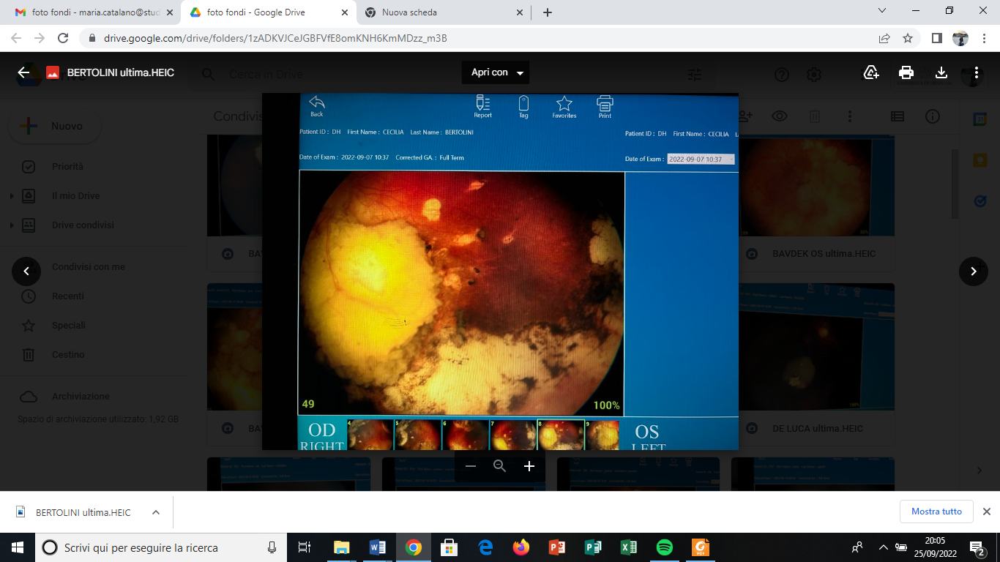 foto fondi - maria.catalano@stud
foto fondi - Google Drive
Nuova scheda
drive.google.com/drive/folders/1zADKVJCeJGBFVfE8omKNH6KmMDzz_m3B
BERTOLINI ultima.HEIC
Cerca in Drive
Apri con
Nuovo
Condivis
Priorità
Il mio Drive
Drive condivisi
Condivisi con me
Recenti
Speciali
Cestino
Archiviazione
Spazio di archiviazione utilizzato: 1,92 GB
Back
Report
Tag
Favorites
Print
Patient ID : DH First Name : CECILIA Last Name : BERTOLINI
Patient ID : DH First Name : CECILIA L
Date of Exam : 2022-09-07 10:37 Corrected GA. : Full Term
Date of Exam : 2022-09-07 10:37
49
100%
OD
RIGHT
4
5
6
7
8
9
OS
LEFT
BAV
BAVDEK OS ultima.HEIC
BAV
DE LUCA ultima.HEIC
BERTOLINI ultima.HEIC
Mostra tutto
Scrivi qui per eseguire la ricerca
20:05
25/09/2022
2